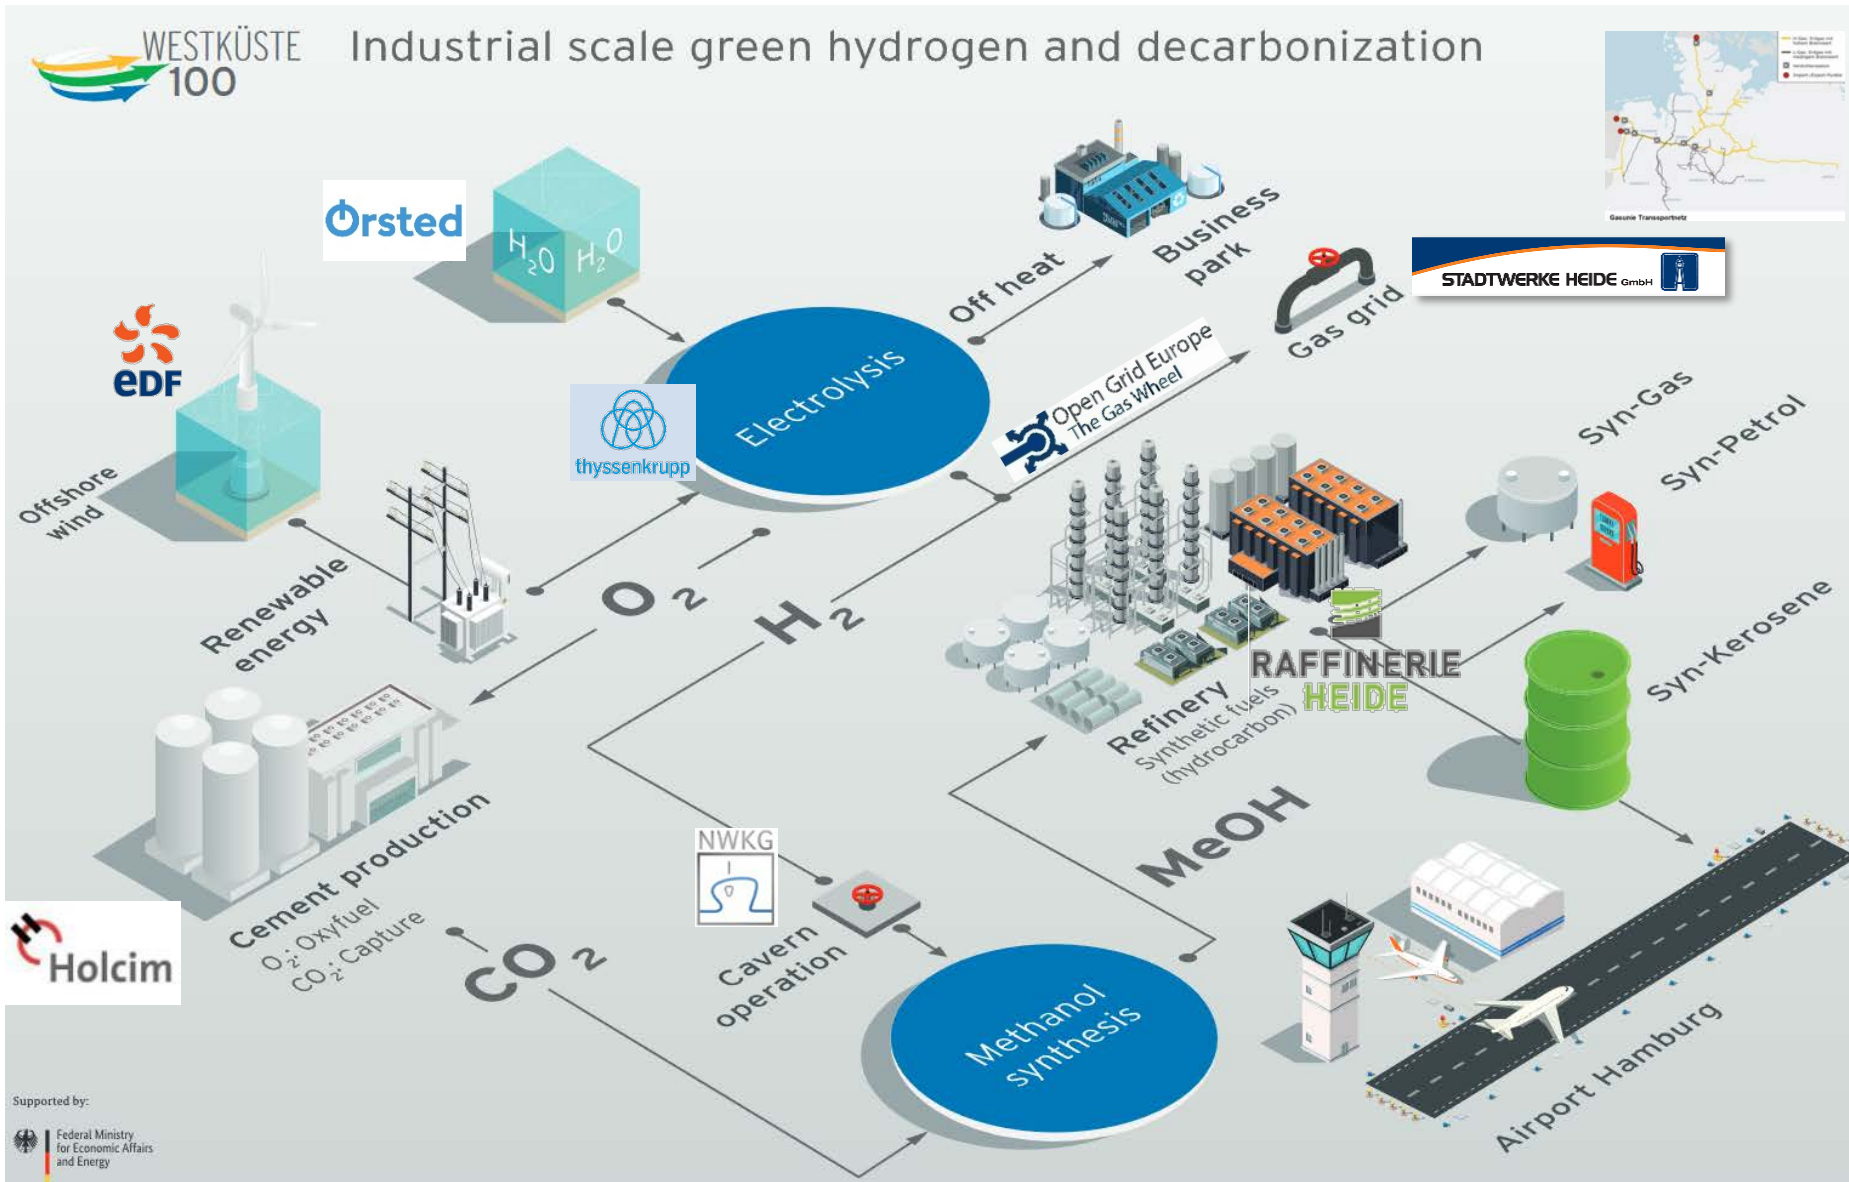 WESTKÜSTE
100
Industrial scale green hydrogen and decarbonization
Gasunie Transportnetz
Ørsted
H₂O H₂O
Business
park
Off heat
STADTWERKE HEIDE GmbH
Gas grid
eDF
Electrolysis
thyssenkrupp
Open Grid Europe
The Gas Wheel
Syn-Gas
Syn-Petrol
Offshore
wind
Renewable
energy
O₂
H₂
Syn-Kerosene
RAFFINERIE
HEIDE
Refinery
Synthetic fuels
(hydrocarbon)
MeOH
Cement production
O₂: Oxyfuel
CO₂: Capture
Holcim
CO₂
NWKG
Cavern
operation
Methanol
synthesis
Airport Hamburg
Supported by:
Federal Ministry
for Economic Affairs
and Energy